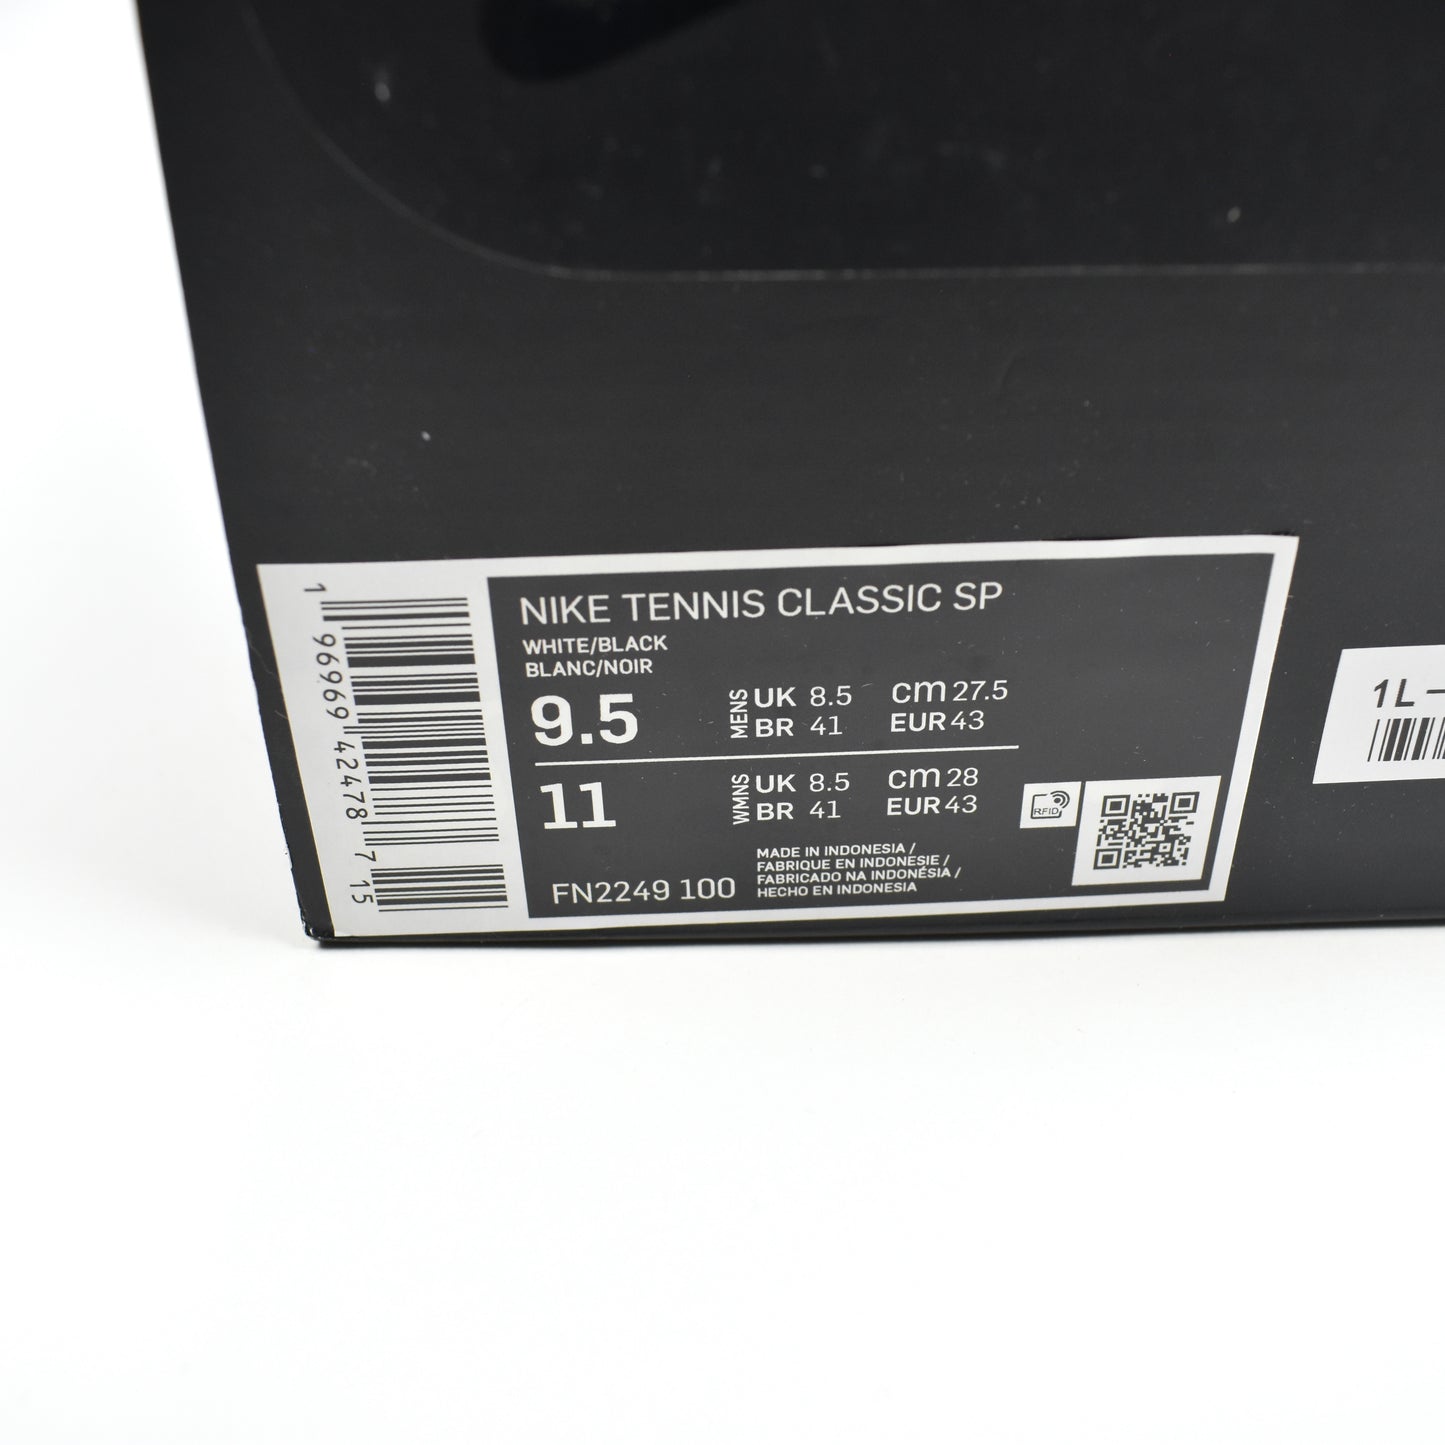 NIKE TENNIS CLASSIC SP
WHITE/BLACK
BLANC/NOIR
9.5 MENS UK 8.5 cm 27.5
BR 41 EUR 43
11 WMNS UK 8.5 cm 28
BR 41 EUR 43
RFID
MADE IN INDONESIA /
FABRIQUE EN INDONESIE /
FABRICADO NA INDONÉSIA /
HECHO EN INDONESIA
FN2249 100
1 96969 42478 7 15
1L-